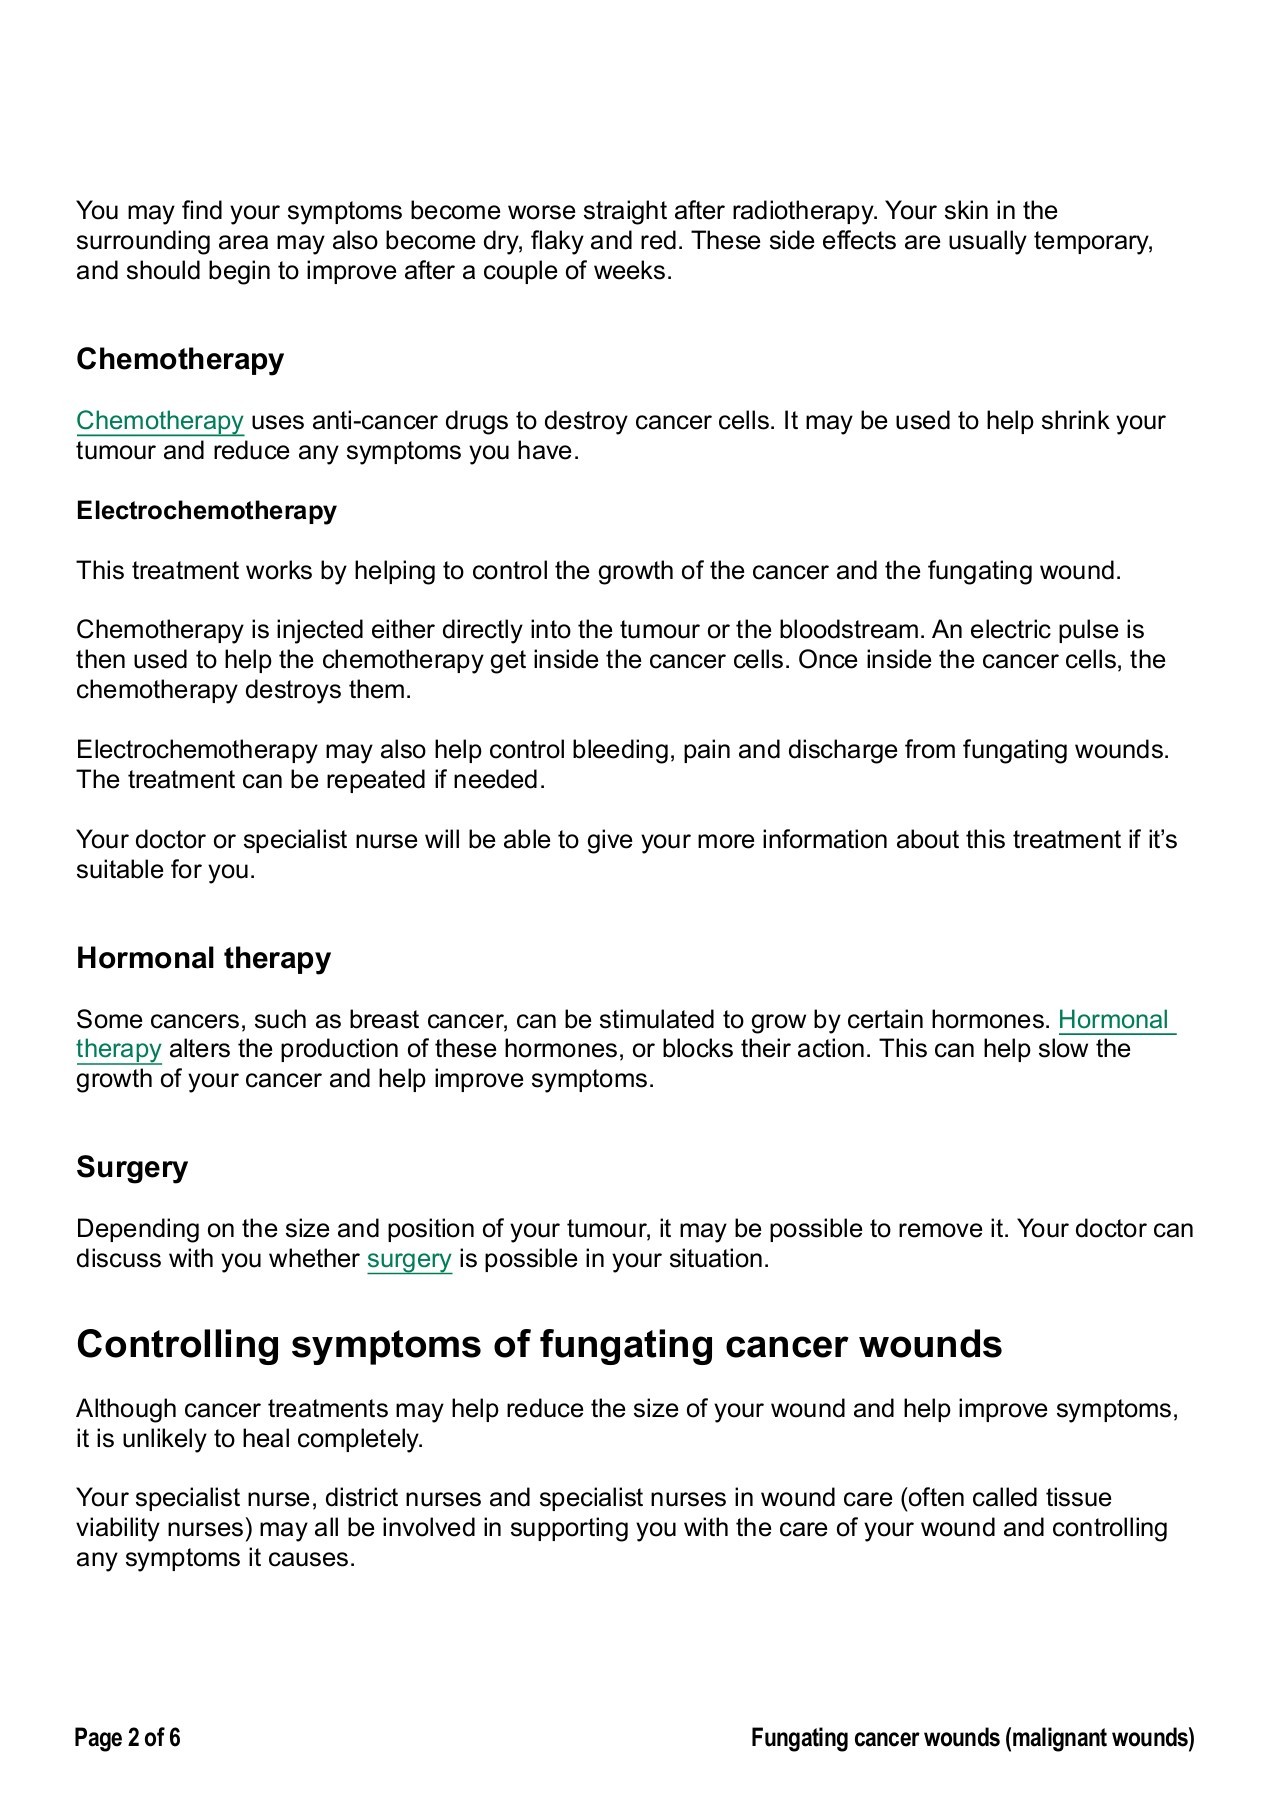 You may find your symptoms become worse straight after radiotherapy. Your skin in the
surrounding area may also become dry, flaky and red. These side effects are usually temporary,
and should begin to improve after a couple of weeks.
Chemotherapy
Chemotherapy uses anti-cancer drugs to destroy cancer cells. It may be used to help shrink your
tumour and reduce any symptoms you have.
Electrochemotherapy
This treatment works by helping to control the growth of the cancer and the fungating wound.
Chemotherapy is injected either directly into the tumour or the bloodstream. An electric pulse is
then used to help the chemotherapy get inside the cancer cells. Once inside the cancer cells, the
chemotherapy destroys them.
Electrochemotherapy may also help control bleeding, pain and discharge from fungating wounds.
The treatment can be repeated if needed.
Your doctor or specialist nurse will be able to give your more information about this treatment if it’s
suitable for you.
Hormonal therapy
Some cancers, such as breast cancer, can be stimulated to grow by certain hormones. Hormonal
therapy alters the production of these hormones, or blocks their action. This can help slow the
growth of your cancer and help improve symptoms.
Surgery
Depending on the size and position of your tumour, it may be possible to remove it. Your doctor can
discuss with you whether surgery is possible in your situation.
Controlling symptoms of fungating cancer wounds
Although cancer treatments may help reduce the size of your wound and help improve symptoms,
it is unlikely to heal completely.
Your specialist nurse, district nurses and specialist nurses in wound care (often called tissue
viability nurses) may all be involved in supporting you with the care of your wound and controlling
any symptoms it causes.
Page 2 of 6
Fungating cancer wounds (malignant wounds)